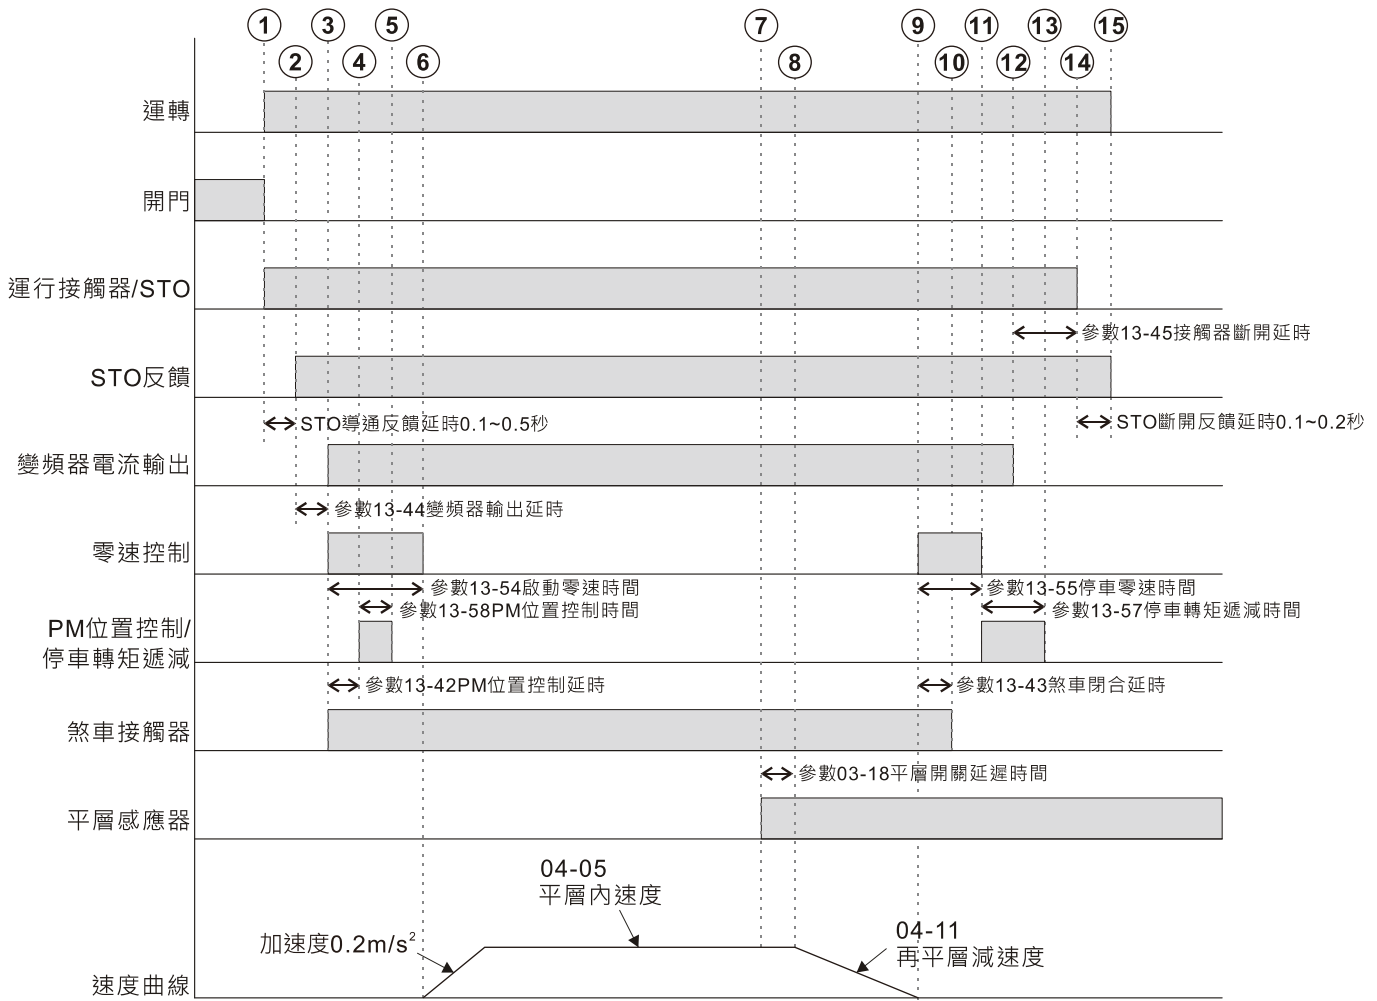 1 3 5 7 9 11 13 15
2 4 6 8 10 12 14
運轉
開門
運行接觸器/STO
參數13-45接觸器斷開延時
STO反饋
STO導通反饋延時0.1~0.5秒
STO斷開反饋延時0.1~0.2秒
變頻器電流輸出
參數13-44變頻器輸出延時
零速控制
參數13-54啟動零速時間
參數13-55停車零速時間
參數13-58PM位置控制時間
參數13-57停車轉矩遞減時間
PM位置控制/
停車轉矩遞減
參數13-42PM位置控制延時
參數13-43煞車閉合延時
煞車接觸器
參數03-18平層開關延遲時間
平層感應器
04-05
平層內速度
加速度0.2m/s²
04-11
再平層減速度
速度曲線